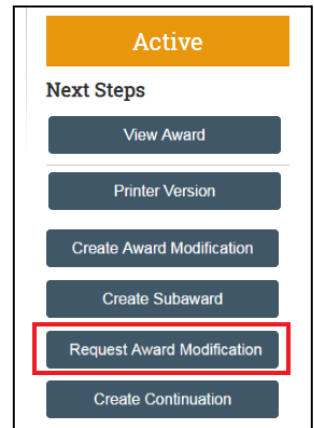 Active
Next Steps
View Award
Printer Version
Create Award Modification
Create Subaward
Request Award Modification
Create Continuation